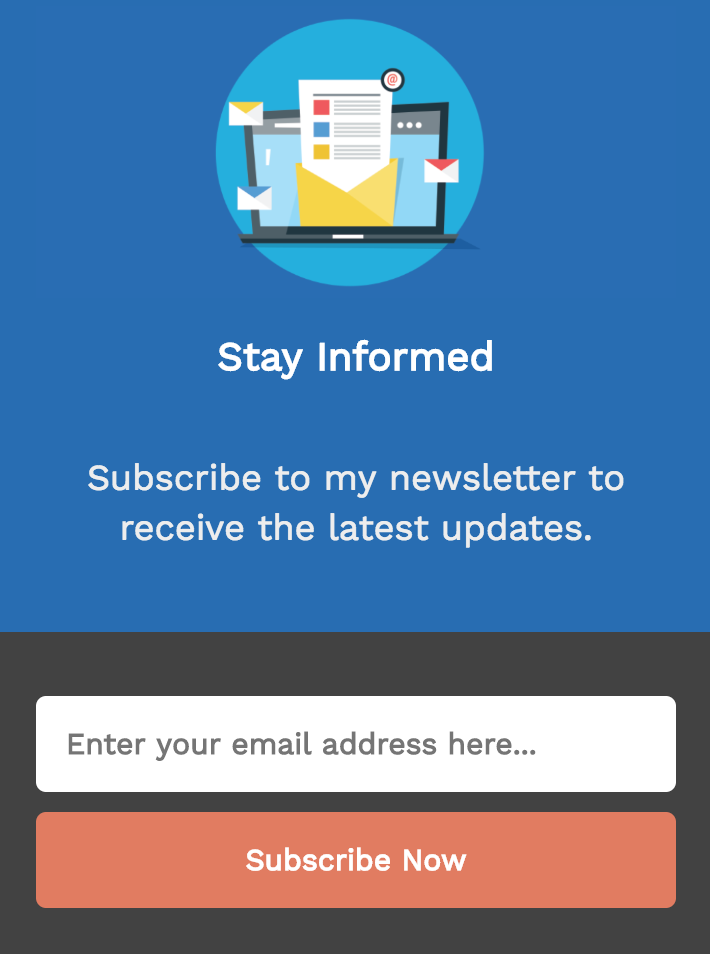 @
Stay Informed
Subscribe to my newsletter to
receive the latest updates.
Enter your email address here...
Subscribe Now